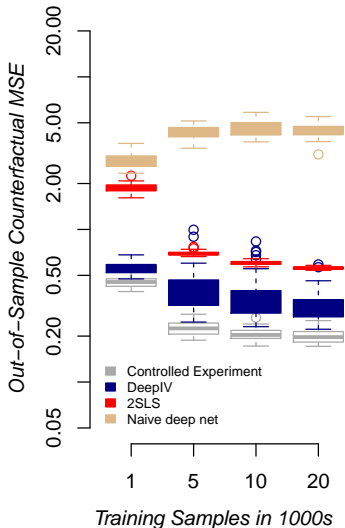 Out−of−Sample Counterfactual MSE
20.00
5.00
2.00
0.50
0.20
0.05
Controlled Experiment
DeepIV
2SLS
Naive deep net
1 5 10 20
Training Samples in 1000s